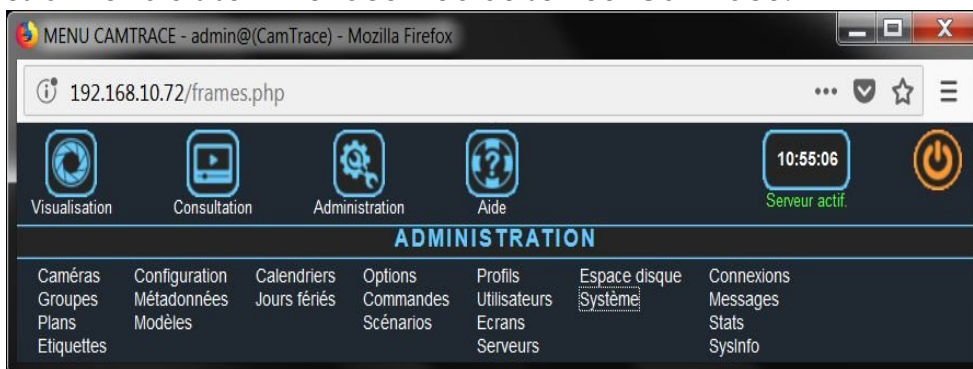 MENU CAMTRACE - admin@(CamTrace) - Mozilla Firefox
X
192.168.10.72/frames.php
10:55:06
Visualisation Consultation Administration Aide Serveur actif.
ADMINISTRATION
Caméras Configuration Calendriers Options Profils Espace disque Connexions
Groupes Métadonnées Jours fériés Commandes Utilisateurs Système Messages
Plans Modèles Scénarios Ecrans Stats
Etiquettes Serveurs SysInfo